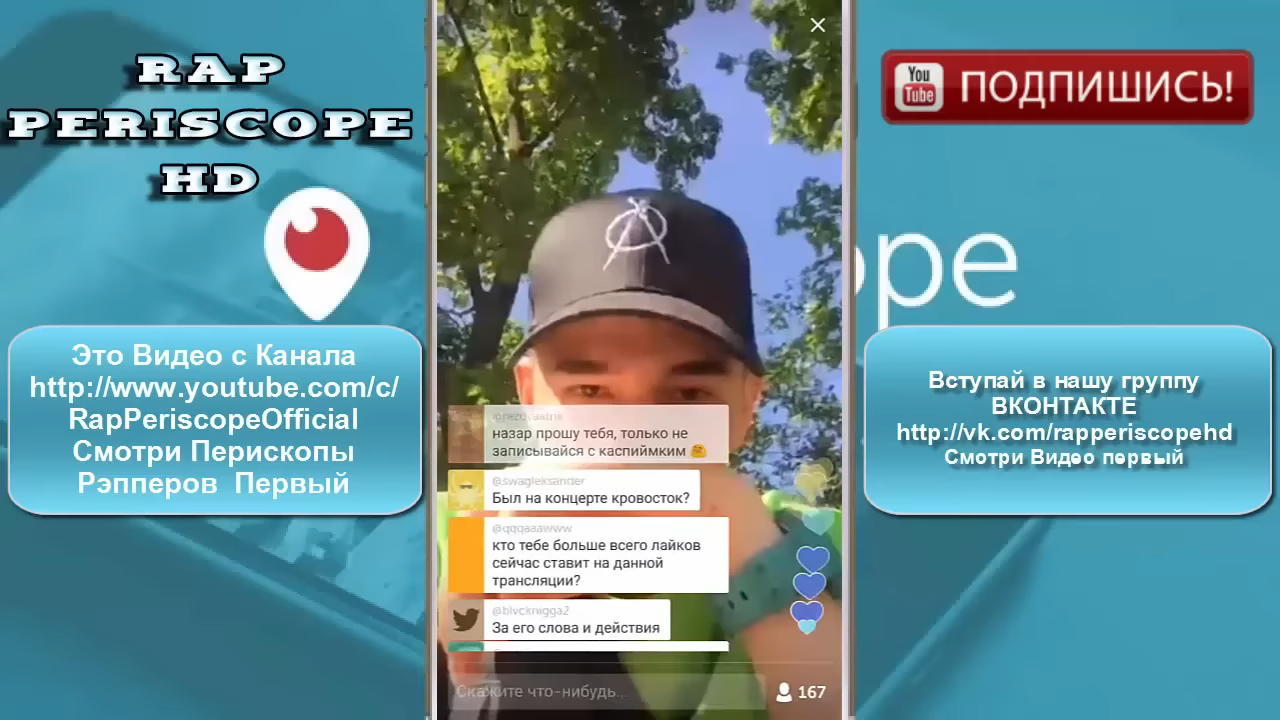 RAP
PERISCOPE
HD
Это Видео с Канала
http://www.youtube.com/c/
RapPeriscopeOfficial
Смотри Перископы
Рэпперов Первый
назар прошу тебя, только не
записывайся с каспиймким
@swagleksander
Был на концерте кровосток?
@qqqaaawww
кто тебе больше всего лайков
сейчас ставит на данной
трансляции?
@blvcknigga2
За его слова и действия
Скажите что-нибудь...
167
You
Tube
ПОДПИШИСЬ!
ope
Вступай в нашу группу
ВКОНТАКТЕ
http://vk.com/rapperiscopehd
Смотри Видео первый